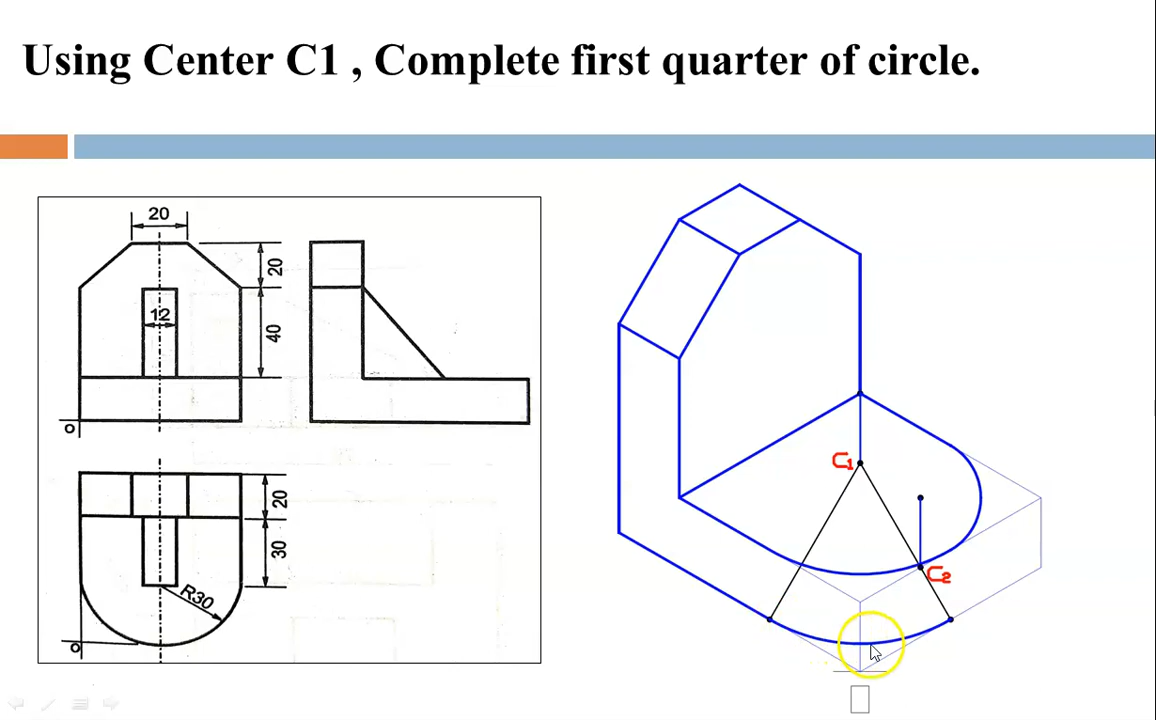 Using Center C1 , Complete first quarter of circle.
20
20
12
40
O
20
30
R30
O
C1
C2